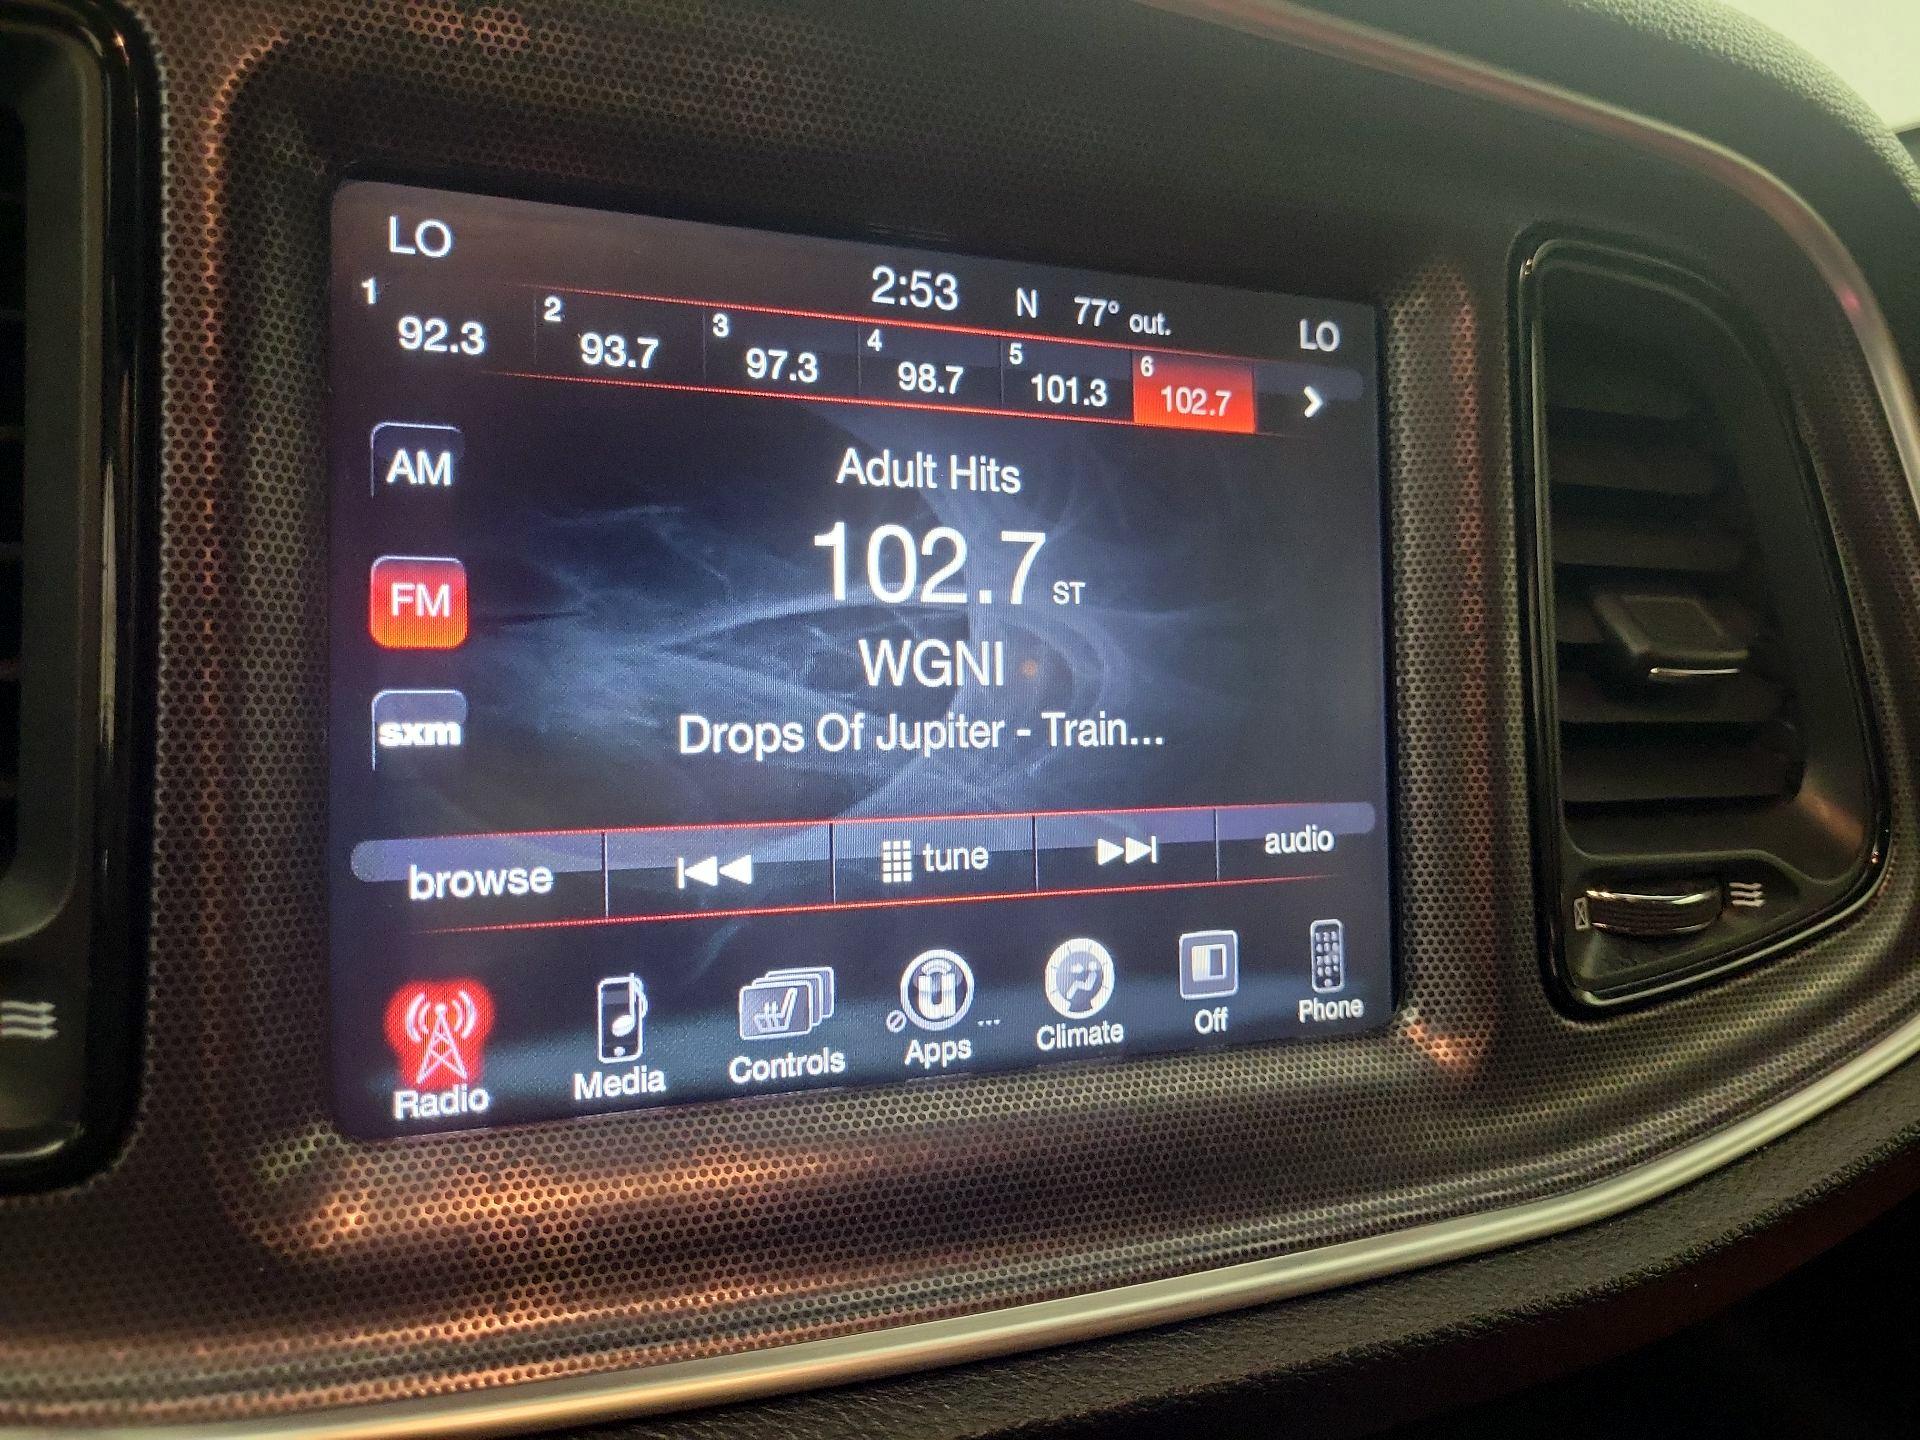 LO
2:53 N 77° out.
LO
1 92.3
2 93.7
3 97.3
4 98.7
5 101.3
6 102.7
AM
FM
sxm
Adult Hits
102.7 ST
WGNI
Drops Of Jupiter - Train...
browse
tune
audio
Radio
Media
Controls
Apps ...
Climate
Off
Phone